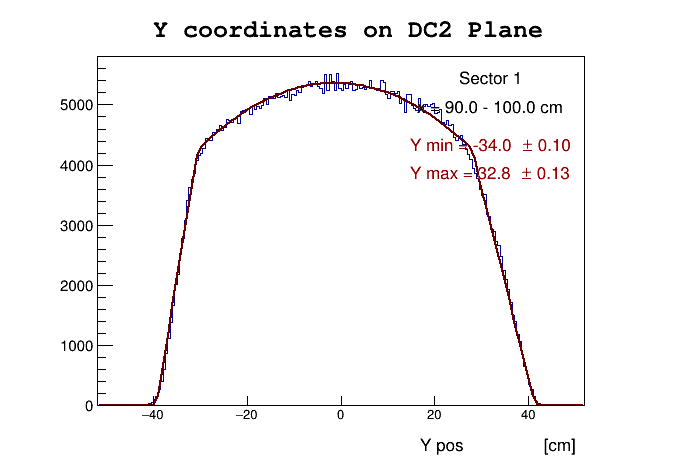 Y coordinates on DC2 Plane
Sector 1
x = 90.0 - 100.0 cm
Y min = -34.0 ± 0.10
Y max = 32.8 ± 0.13
5000
4000
3000
2000
1000
0
−40 −20 0 20 40
Y pos [cm]